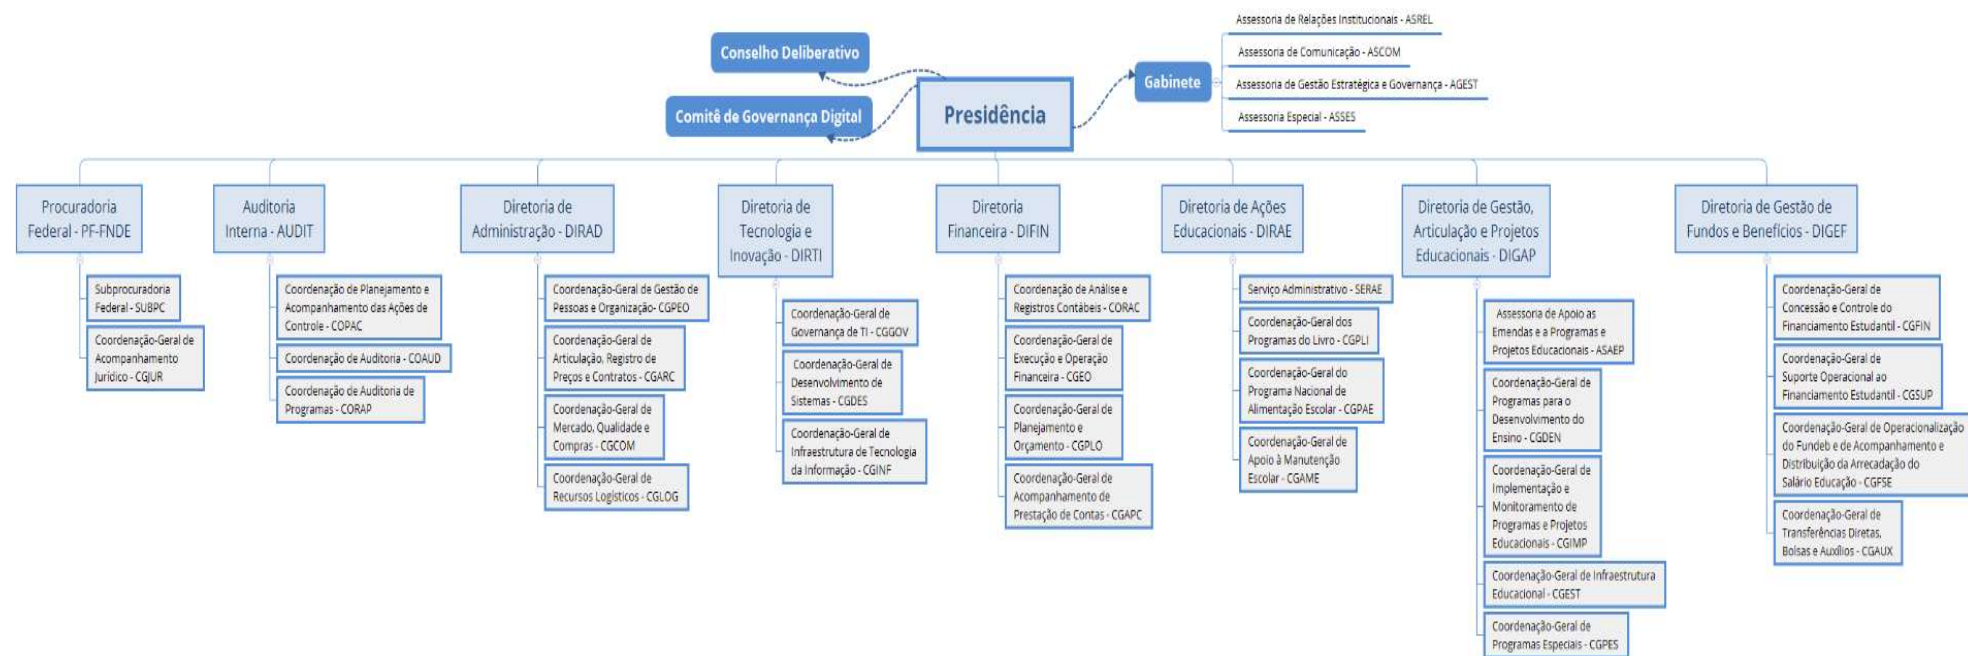 Assessoria de Relações Institucionais - ASREL
Conselho Deliberativo
Assessoria de Comunicação - ASCOM
Gabinete
Assessoria de Gestão Estratégica e Governança - AGEST
Comitê de Governança Digital
Presidência
Assessoria Especial - ASSES
Procuradoria
Federal - PF-FNDE
Subprocuradoria
Federal - SUBPC
Coordenação-Geral de
Acompanhamento
Jurídico - CGJUR
Auditoria
Interna - AUDIT
Coordenação de Planejamento e
Acompanhamento das Ações de
Controle - COPAC
Coordenação de Auditoria - COAUD
Coordenação de Auditoria de
Programas - CORAP
Diretoria de
Administração - DIRAD
Coordenação-Geral de Gestão de
Pessoas e Organização- CGPEO
Coordenação-Geral de
Articulação, Registro de
Preços e Contratos - CGARC
Coordenação-Geral de
Mercado, Qualidade e
Compras - CGCOM
Coordenação-Geral de
Recursos Logísticos - CGLOG
Diretoria de
Tecnologia e
Inovação - DIRTI
Coordenação-Geral de
Governança de TI - CGGOV
Coordenação-Geral de
Desenvolvimento de
Sistemas - CGDES
Coordenação-Geral de
Infraestrutura de Tecnologia
da Informação - CGINF
Diretoria
Financeira - DIFIN
Coordenação de Análise e
Registros Contábeis - CORAC
Coordenação-Geral de
Execução e Operação
Financeira - CGEO
Coordenação-Geral de
Planejamento e
Orçamento - CGPLO
Coordenação-Geral de
Acompanhamento de
Prestação de Contas - CGAPC
Diretoria de Ações
Educacionais - DIRAE
Serviço Administrativo - SERAE
Coordenação-Geral dos
Programas do Livro - CGPLI
Coordenação-Geral do
Programa Nacional de
Alimentação Escolar - CGPAE
Coordenação-Geral de
Apoio à Manutenção
Escolar - CGAME
Diretoria de Gestão,
Articulação e Projetos
Educacionais - DIGAP
Assessoria de Apoio as
Emendas e a Programas e
Projetos Educacionais - ASAEP
Coordenação-Geral de
Programas para o
Desenvolvimento do
Ensino - CGDEN
Coordenação-Geral de
Implementação e
Monitoramento de
Programas e Projetos
Educacionais - CGIMP
Coordenação-Geral de Infraestrutura
Educacional - CGEST
Coordenação-Geral de
Programas Especiais - CGPES
Diretoria de Gestão de
Fundos e Benefícios - DIGEF
Coordenação-Geral de
Concessão e Controle do
Financiamento Estudantil - CGFIN
Coordenação-Geral de
Suporte Operacional ao
Financiamento Estudantil - CGSUP
Coordenação-Geral de Operacionalização
do Fundeb e de Acompanhamento e
Distribuição da Arrecadação do
Salário Educação - CGFSE
Coordenação-Geral de
Transferências Diretas,
Bolsas e Auxílios - CGAUX